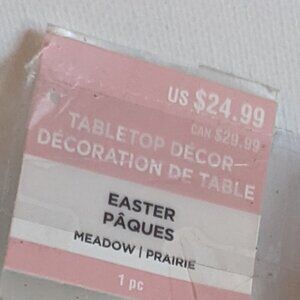 US $24.99
CAN $29.99
TABLETOP DÉCOR
DÉCORATION DE TABLE
EASTER
PÂQUES
MEADOW | PRAIRIE
1 pc